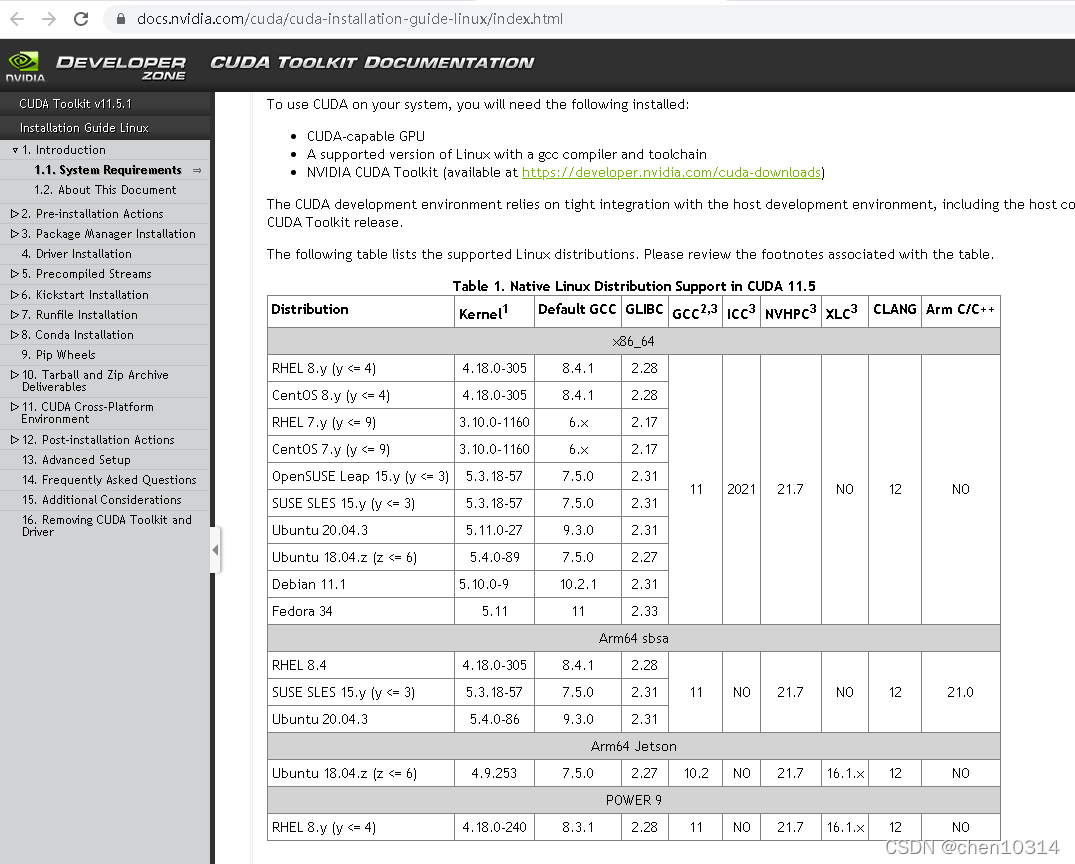 docs.nvidia.com/cuda/cuda-installation-guide-linux/index.html
NVIDIA. DEVELOPER ZONE CUDA TOOLKIT DOCUMENTATION
CUDA Toolkit v11.5.1
Installation Guide Linux
▽1. Introduction
1.1. System Requirements ⇒
1.2. About This Document
▷2. Pre-installation Actions
▷3. Package Manager Installation
4. Driver Installation
▷5. Precompiled Streams
▷6. Kickstart Installation
▷7. Runfile Installation
▷8. Conda Installation
9. Pip Wheels
▷10. Tarball and Zip Archive
Deliverables
▷11. CUDA Cross-Platform
Environment
▷12. Post-installation Actions
13. Advanced Setup
14. Frequently Asked Questions
15. Additional Considerations
16. Removing CUDA Toolkit and
Driver
To use CUDA on your system, you will need the following installed:
• CUDA-capable GPU
• A supported version of Linux with a gcc compiler and toolchain
• NVIDIA CUDA Toolkit (available at https://developer.nvidia.com/cuda-downloads)
The CUDA development environment relies on tight integration with the host development environment, including the host co
CUDA Toolkit release.
The following table lists the supported Linux distributions. Please review the footnotes associated with the table.
Table 1. Native Linux Distribution Support in CUDA 11.5
Distribution Kernel1 Default GCC GLIBC GCC2,3 ICC3 NVHPC3 XLC3 CLANG Arm C/C++
x86_64
RHEL 8.y (y <= 4) 4.18.0-305 8.4.1 2.28
CentOS 8.y (y <= 4) 4.18.0-305 8.4.1 2.28
RHEL 7.y (y <= 9) 3.10.0-1160 6.x 2.17
CentOS 7.y (y <= 9) 3.10.0-1160 6.x 2.17
OpenSUSE Leap 15.y (y <= 3) 5.3.18-57 7.5.0 2.31
11 2021 21.7 NO 12 NO
SUSE SLES 15.y (y <= 3) 5.3.18-57 7.5.0 2.31
Ubuntu 20.04.3 5.11.0-27 9.3.0 2.31
Ubuntu 18.04.z (z <= 6) 5.4.0-89 7.5.0 2.27
Debian 11.1 5.10.0-9 10.2.1 2.31
Fedora 34 5.11 11 2.33
Arm64 sbsa
RHEL 8.4 4.18.0-305 8.4.1 2.28
SUSE SLES 15.y (y <= 3) 5.3.18-57 7.5.0 2.31 11 NO 21.7 NO 12 21.0
Ubuntu 20.04.3 5.4.0-86 9.3.0 2.31
Arm64 Jetson
Ubuntu 18.04.z (z <= 6) 4.9.253 7.5.0 2.27 10.2 NO 21.7 16.1.x 12 NO
POWER 9
RHEL 8.y (y <= 4) 4.18.0-240 8.3.1 2.28 11 NO 21.7 16.1.x 12 NO
CSDN @chen10314